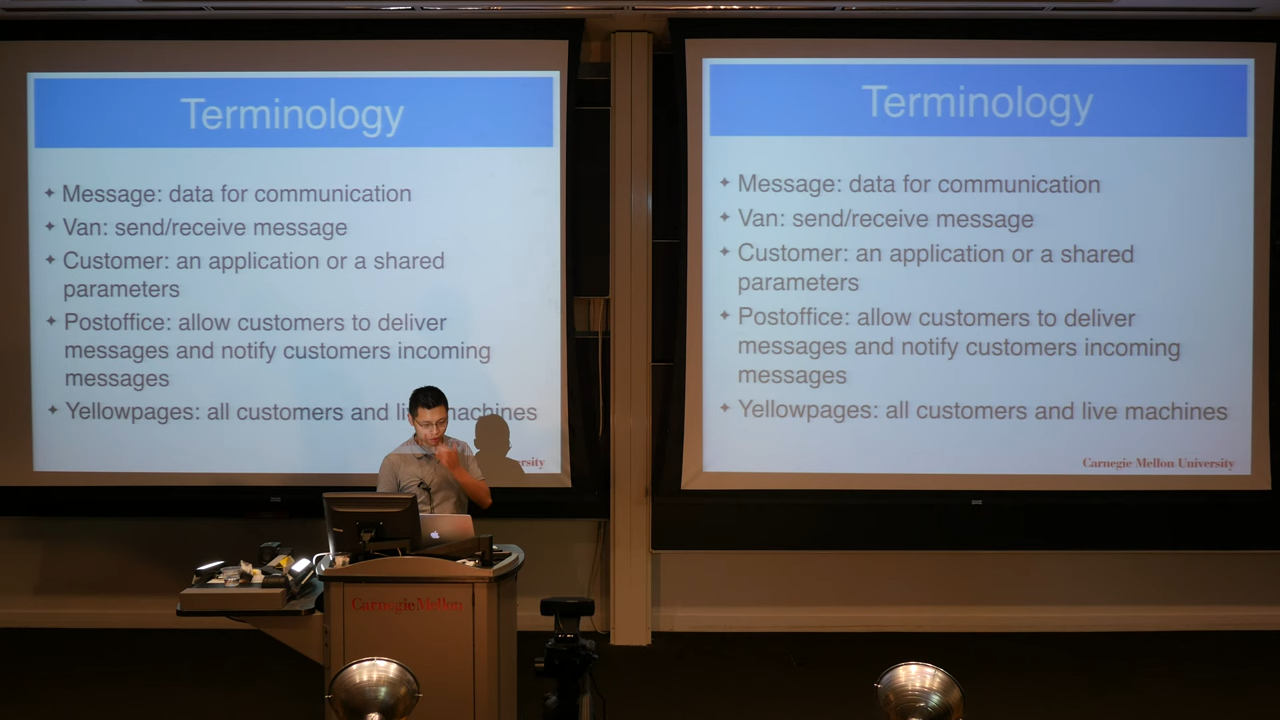 Terminology
✦ Message: data for communication
✦ Van: send/receive message
✦ Customer: an application or a shared
parameters
✦ Postoffice: allow customers to deliver
messages and notify customers incoming
messages
✦ Yellowpages: all customers and live machines
rsity
Terminology
✦ Message: data for communication
✦ Van: send/receive message
✦ Customer: an application or a shared
parameters
✦ Postoffice: allow customers to deliver
messages and notify customers incoming
messages
✦ Yellowpages: all customers and live machines
Carnegie Mellon University
Carnegie Mellon